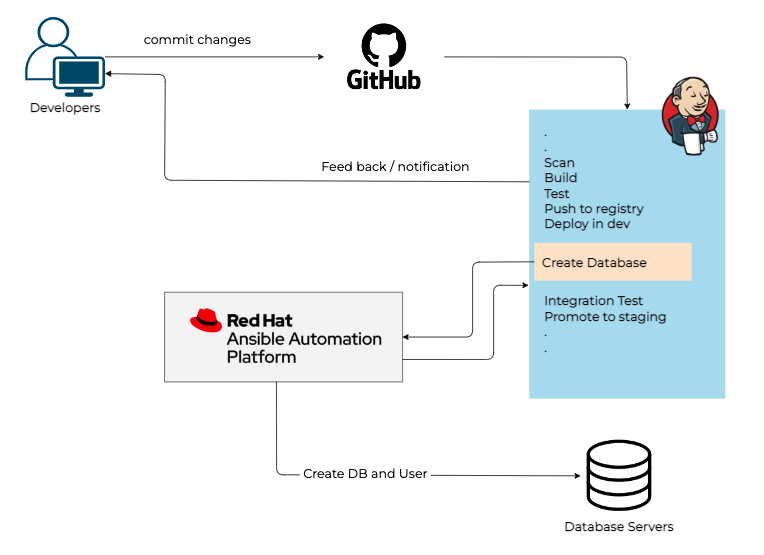 commit changes
GitHub
Developers
Feed back / notification
.
.
Scan
Build
Test
Push to registry
Deploy in dev
Create Database
Integration Test
Promote to staging
.
.
Red Hat
Ansible Automation
Platform
Create DB and User
Database Servers